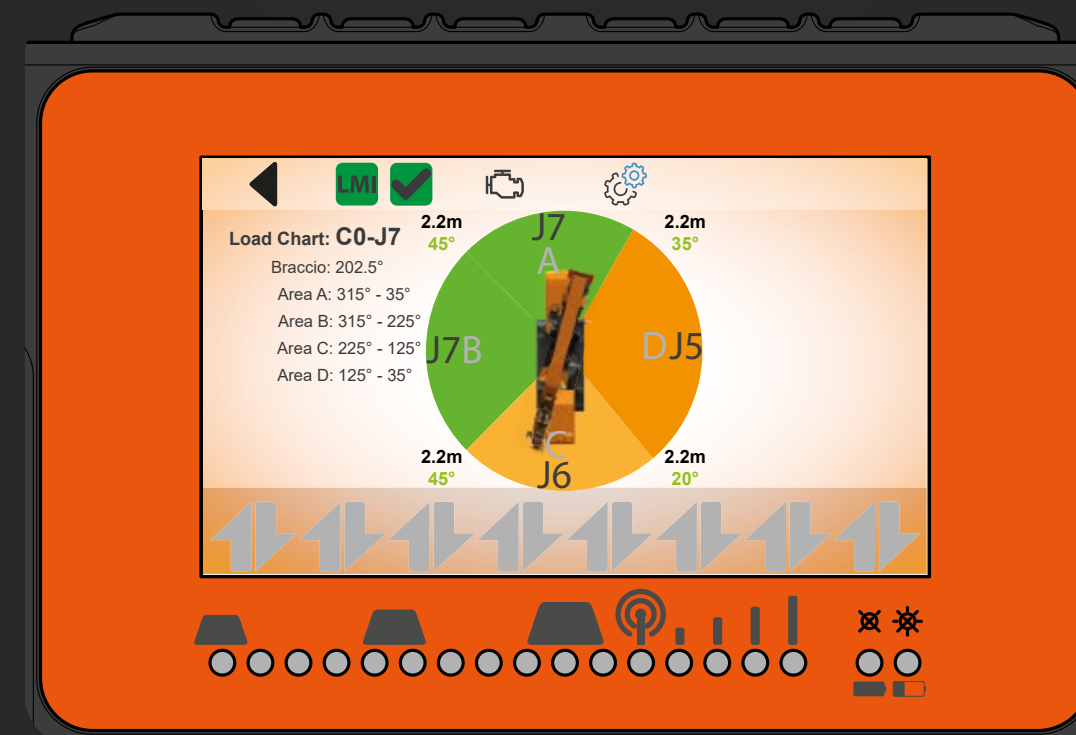 LMI
Load Chart: C0-J7
Braccio: 202.5°
Area A: 315° - 35°
Area B: 315° - 225°
Area C: 225° - 125°
Area D: 125° - 35°
2.2m
45°
J7
A
2.2m
35°
J7B
DJ5
C
J6
2.2m
45°
2.2m
20°